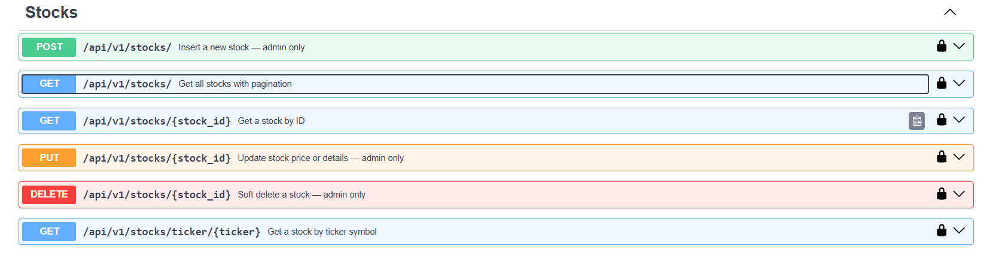 Stocks
POST /api/v1/stocks/ Insert a new stock — admin only
GET /api/v1/stocks/ Get all stocks with pagination
GET /api/v1/stocks/{stock_id} Get a stock by ID
PUT /api/v1/stocks/{stock_id} Update stock price or details — admin only
DELETE /api/v1/stocks/{stock_id} Soft delete a stock — admin only
GET /api/v1/stocks/ticker/{ticker} Get a stock by ticker symbol